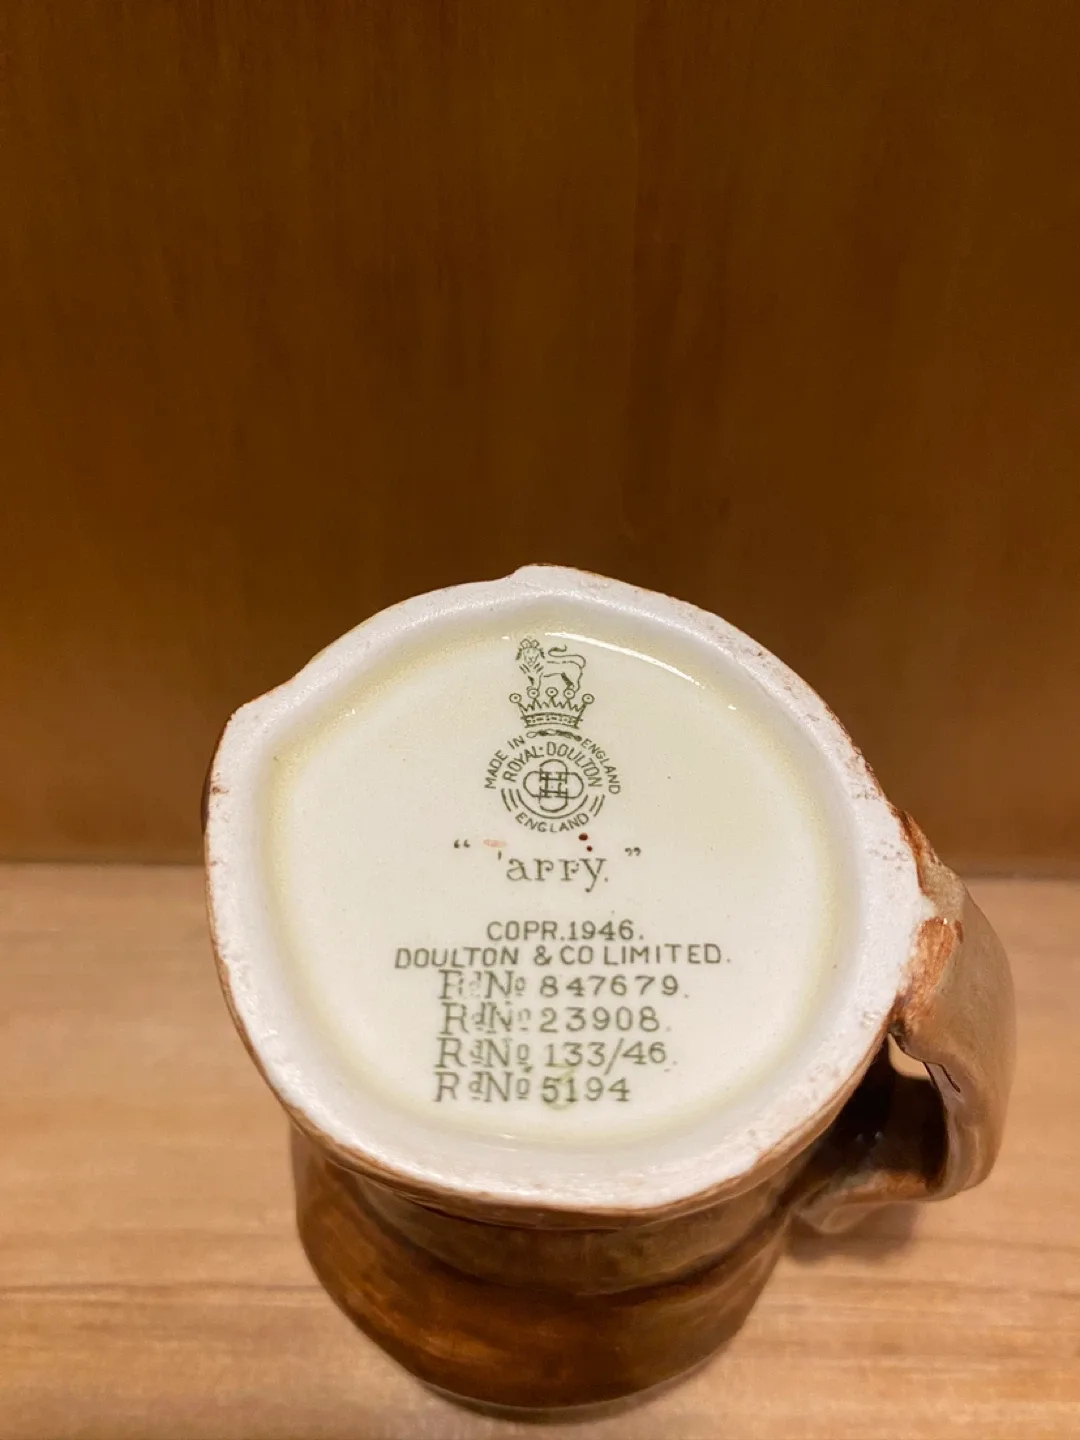 MADE IN ENGLAND
ROYAL·DOULTON
ENGLAND
" 'arry. "
COPR.1946.
DOULTON & CO LIMITED.
RdNo 847679.
RdNo 23908.
RdNo 133/46.
RdNo 5194